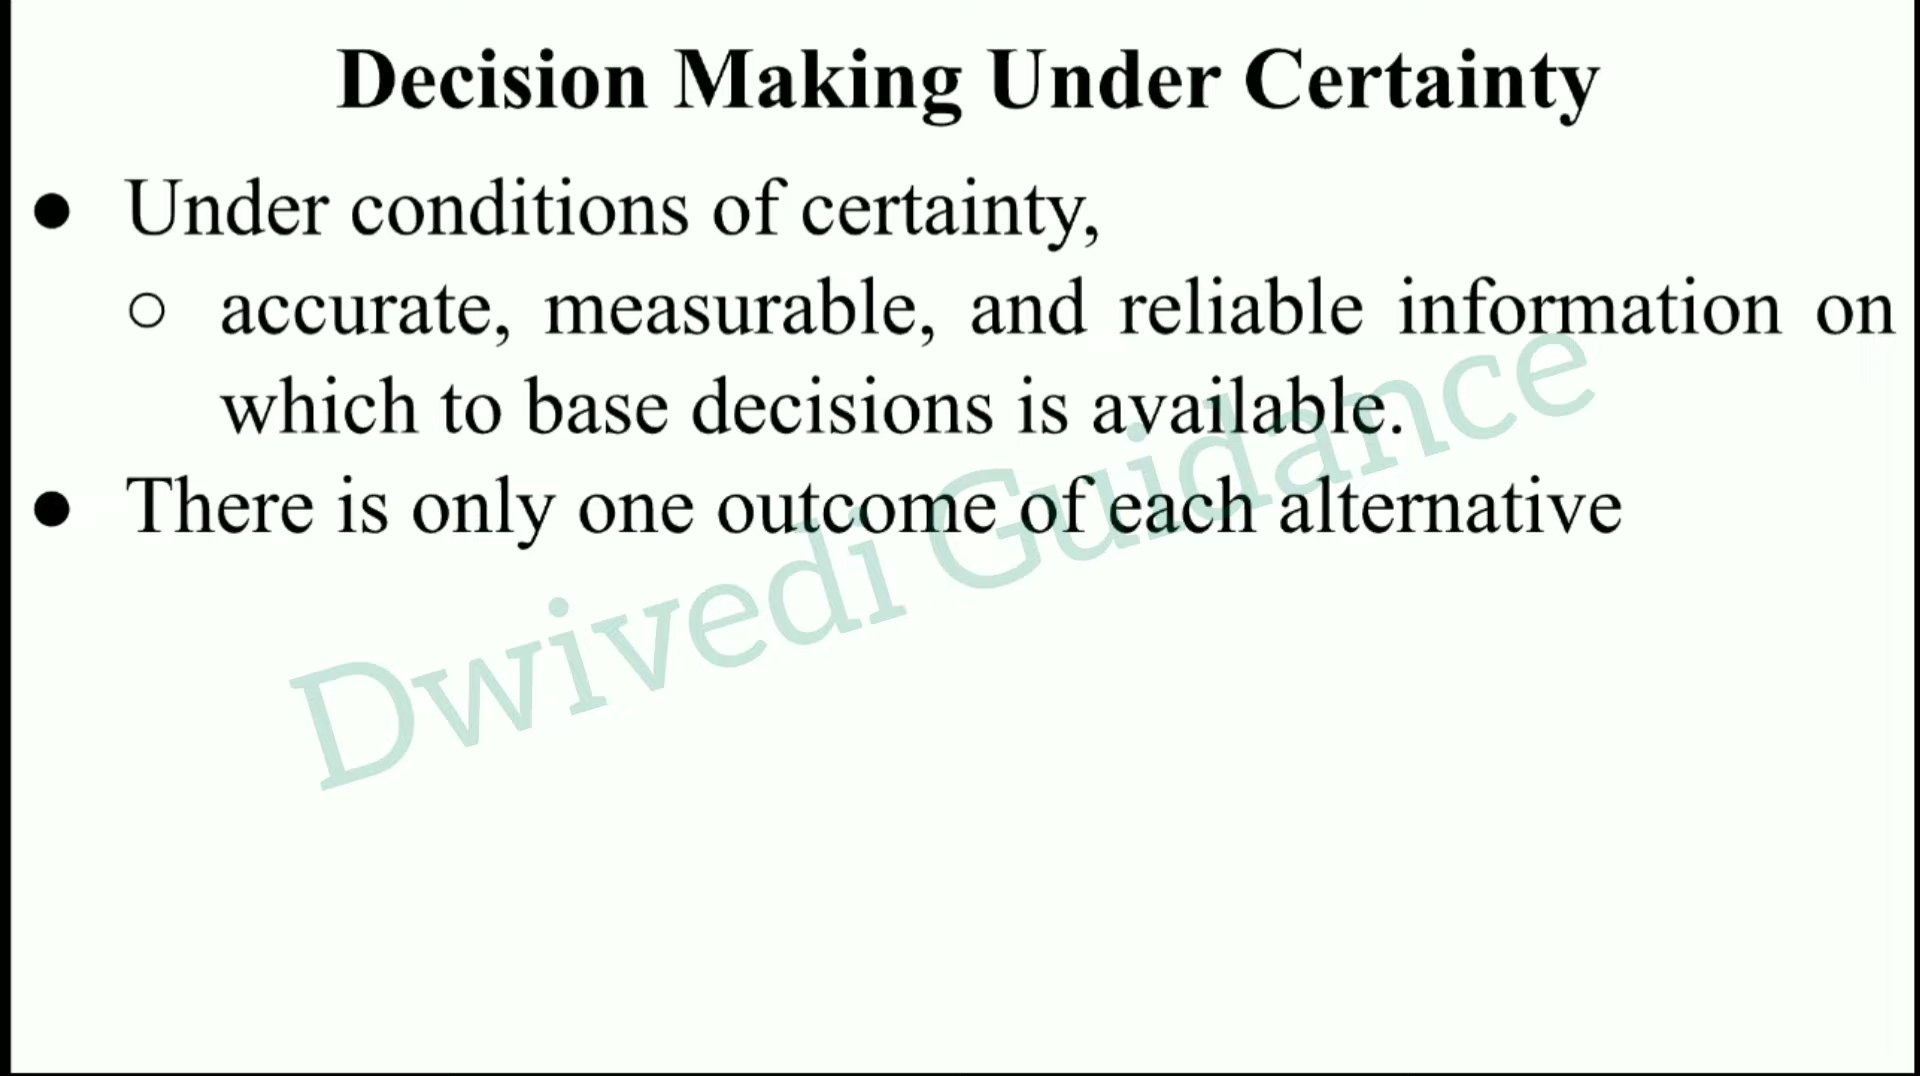 Decision Making Under Certainty
● Under conditions of certainty,
○ accurate, measurable, and reliable information on
which to base decisions is available.
● There is only one outcome of each alternative
Dwivedi Guidance